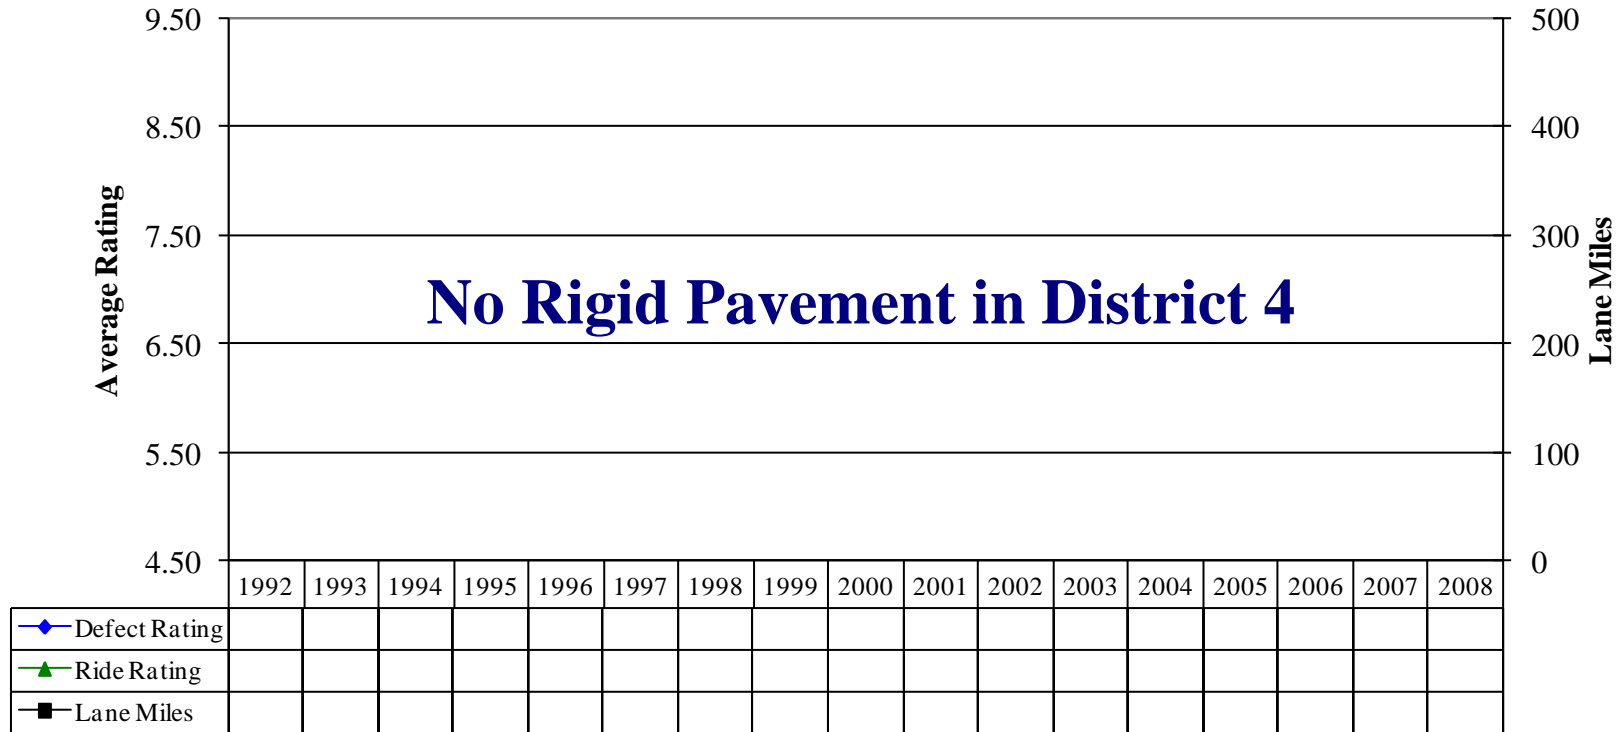 9.50
500
8.50
400
7.50
300
6.50
200
5.50
100
4.50
0
Average Rating
Lane Miles
No Rigid Pavement in District 4
1992 1993 1994 1995 1996 1997 1998 1999 2000 2001 2002 2003 2004 2005 2006 2007 2008
Defect Rating
Ride Rating
Lane Miles